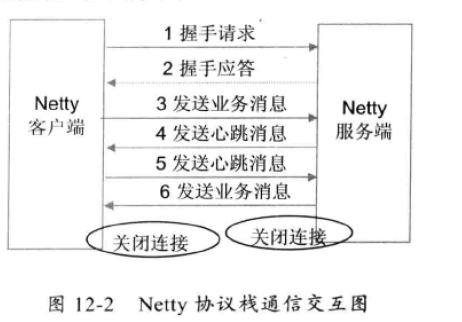 1 握手请求
2 握手应答
Netty
客户端
3 发送业务消息
4 发送心跳消息
5 发送心跳消息
6 发送业务消息
Netty
服务端
关闭连接
关闭连接
图 12-2 Netty 协议栈通信交互图